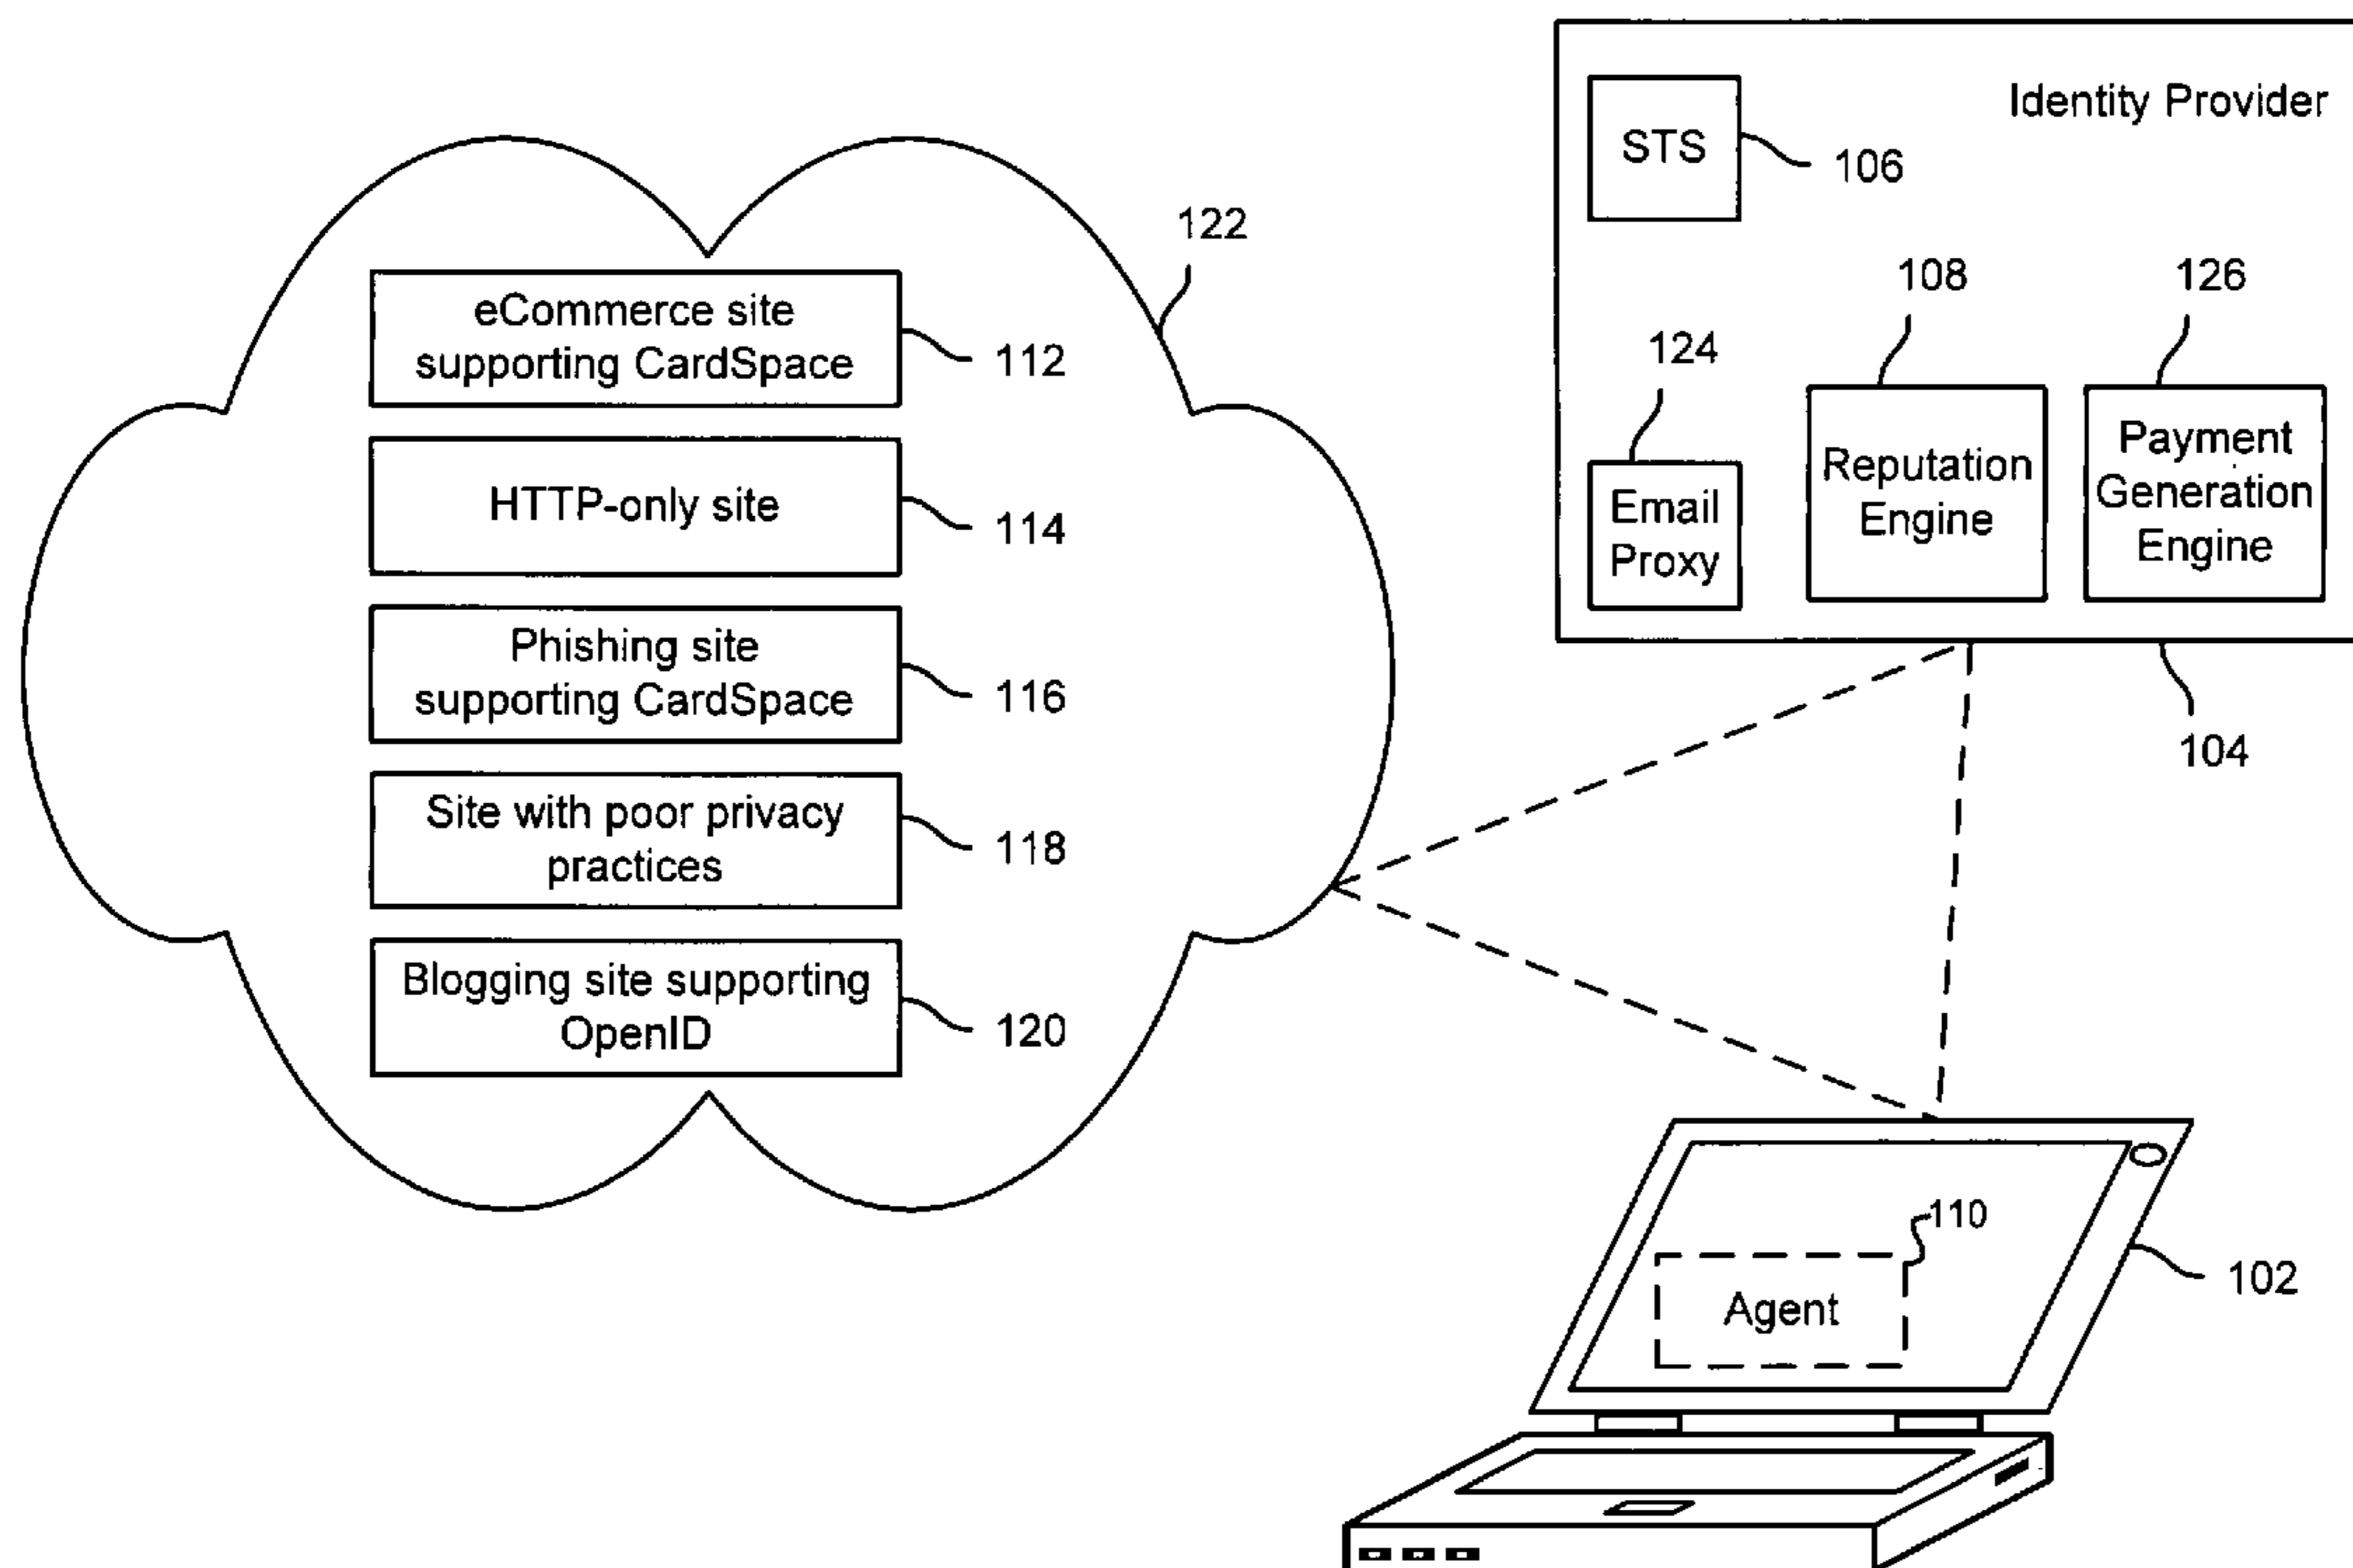 eCommerce site
supporting CardSpace
112
HTTP-only site
114
Phishing site
supporting CardSpace
116
Site with poor privacy
practices
118
Blogging site supporting
OpenID
120
122
Identity Provider
STS
106
108
126
124
Email
Proxy
Reputation
Engine
Payment
Generation
Engine
104
110
Agent
102